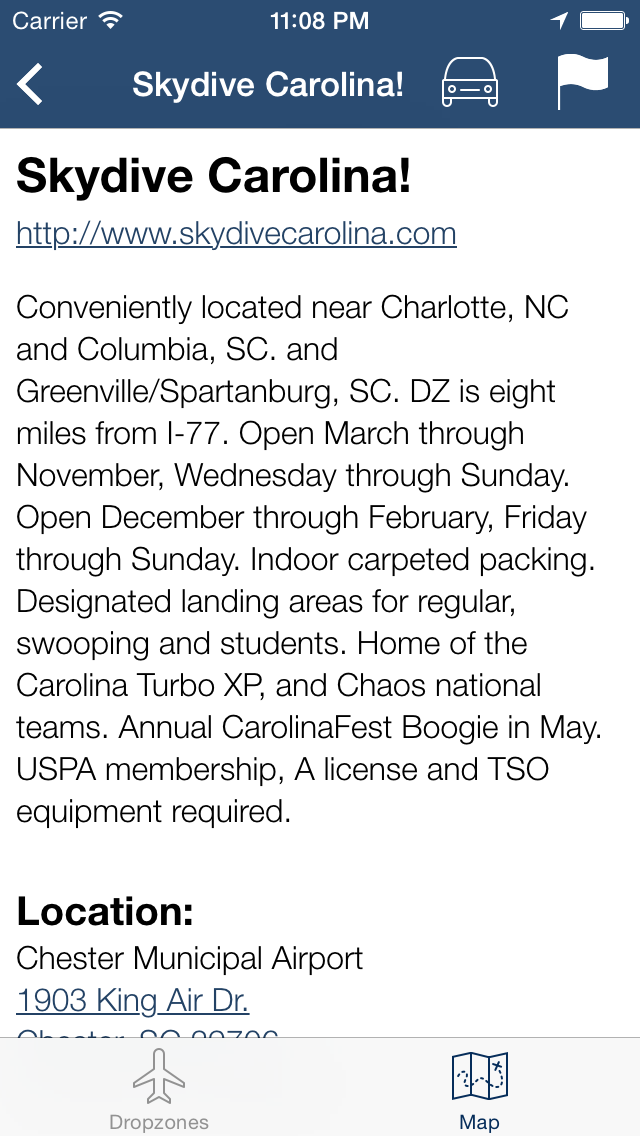 Carrier 11:08 PM
Skydive Carolina!
Skydive Carolina!
http://www.skydivecarolina.com
Conveniently located near Charlotte, NC
and Columbia, SC. and
Greenville/Spartanburg, SC. DZ is eight
miles from I-77. Open March through
November, Wednesday through Sunday.
Open December through February, Friday
through Sunday. Indoor carpeted packing.
Designated landing areas for regular,
swooping and students. Home of the
Carolina Turbo XP, and Chaos national
teams. Annual CarolinaFest Boogie in May.
USPA membership, A license and TSO
equipment required.
Location:
Chester Municipal Airport
1903 King Air Dr.
Chester, SC 29706
Dropzones Map